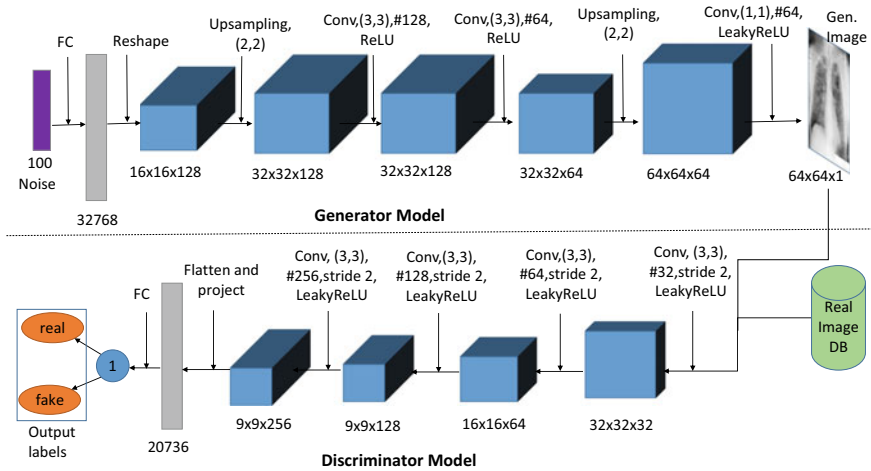 FC
Reshape
Upsampling,
(2,2)
Conv,(3,3),#128,
ReLU
Conv,(3,3),#64,
ReLU
Upsampling,
(2,2)
Conv,(1,1),#64,
LeakyReLU
Gen.
Image
100
Noise
32768
16x16x128
32x32x128
32x32x128
32x32x64
64x64x64
64x64x1
Generator Model
real
fake
1
Output
labels
FC
Flatten and
project
Conv, (3,3),
#256,stride 2,
LeakyReLU
Conv, (3,3),
#128,stride 2,
LeakyReLU
Conv, (3,3),
#64,stride 2,
LeakyReLU
Conv, (3,3),
#32,stride 2,
LeakyReLU
Real
Image
DB
20736
9x9x256
9x9x128
16x16x64
32x32x32
Discriminator Model